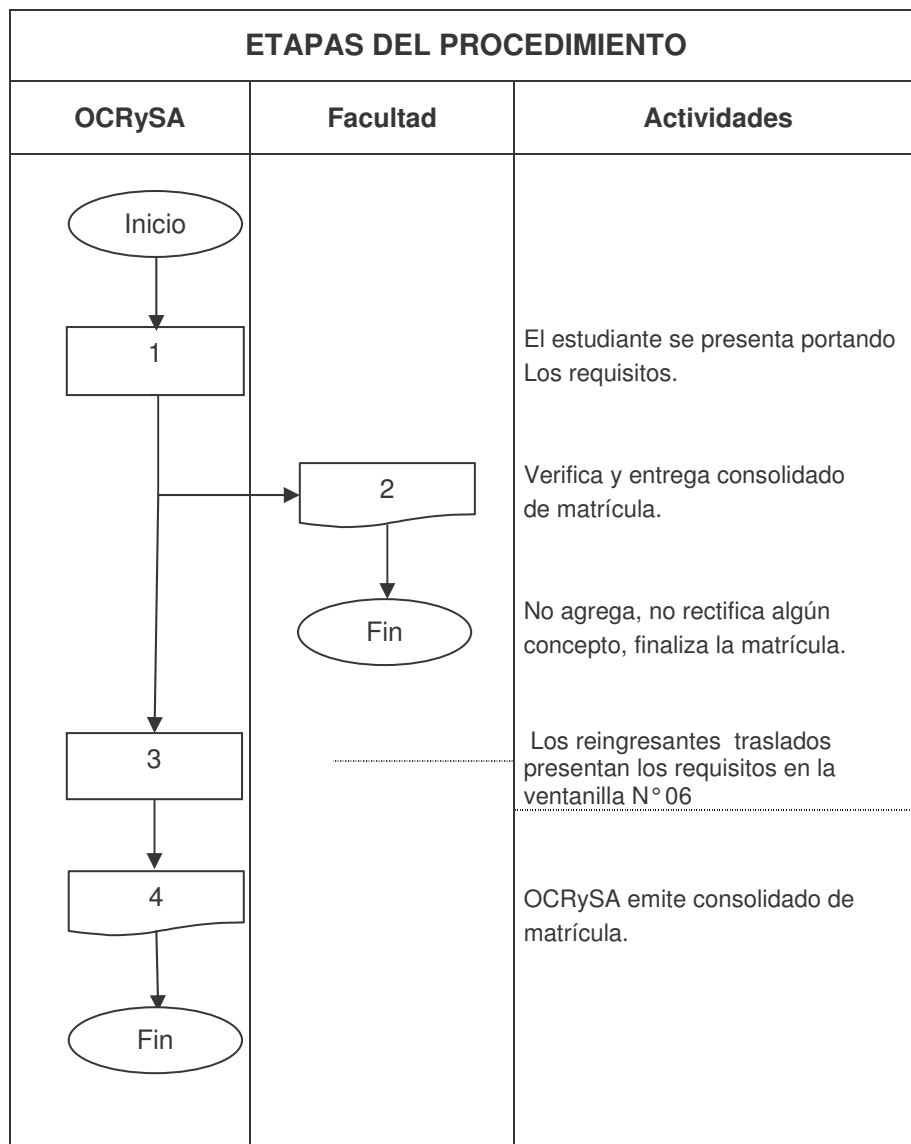 ETAPAS DEL PROCEDIMIENTO
OCRySA
Facultad
Actividades
Inicio
1
El estudiante se presenta portando
Los requisitos.
2
Verifica y entrega consolidado
de matrícula.
Fin
No agrega, no rectifica algún
concepto, finaliza la matrícula.
3
Los reingresantes traslados
presentan los requisitos en la
ventanilla N° 06
4
OCRySA emite consolidado de
matrícula.
Fin